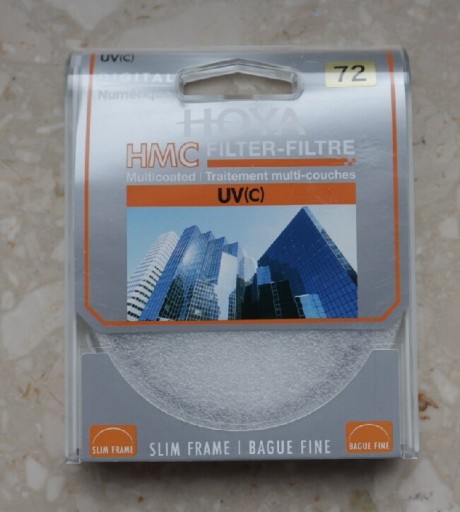 UV(C)
DIGITAL
72
Numérique
HOYA
HMC FILTER-FILTRE
Multicoated | Traitement multi-couches
UV(C)
SLIM FRAME
SLIM FRAME | BAGUE FINE
BAGUE FINE